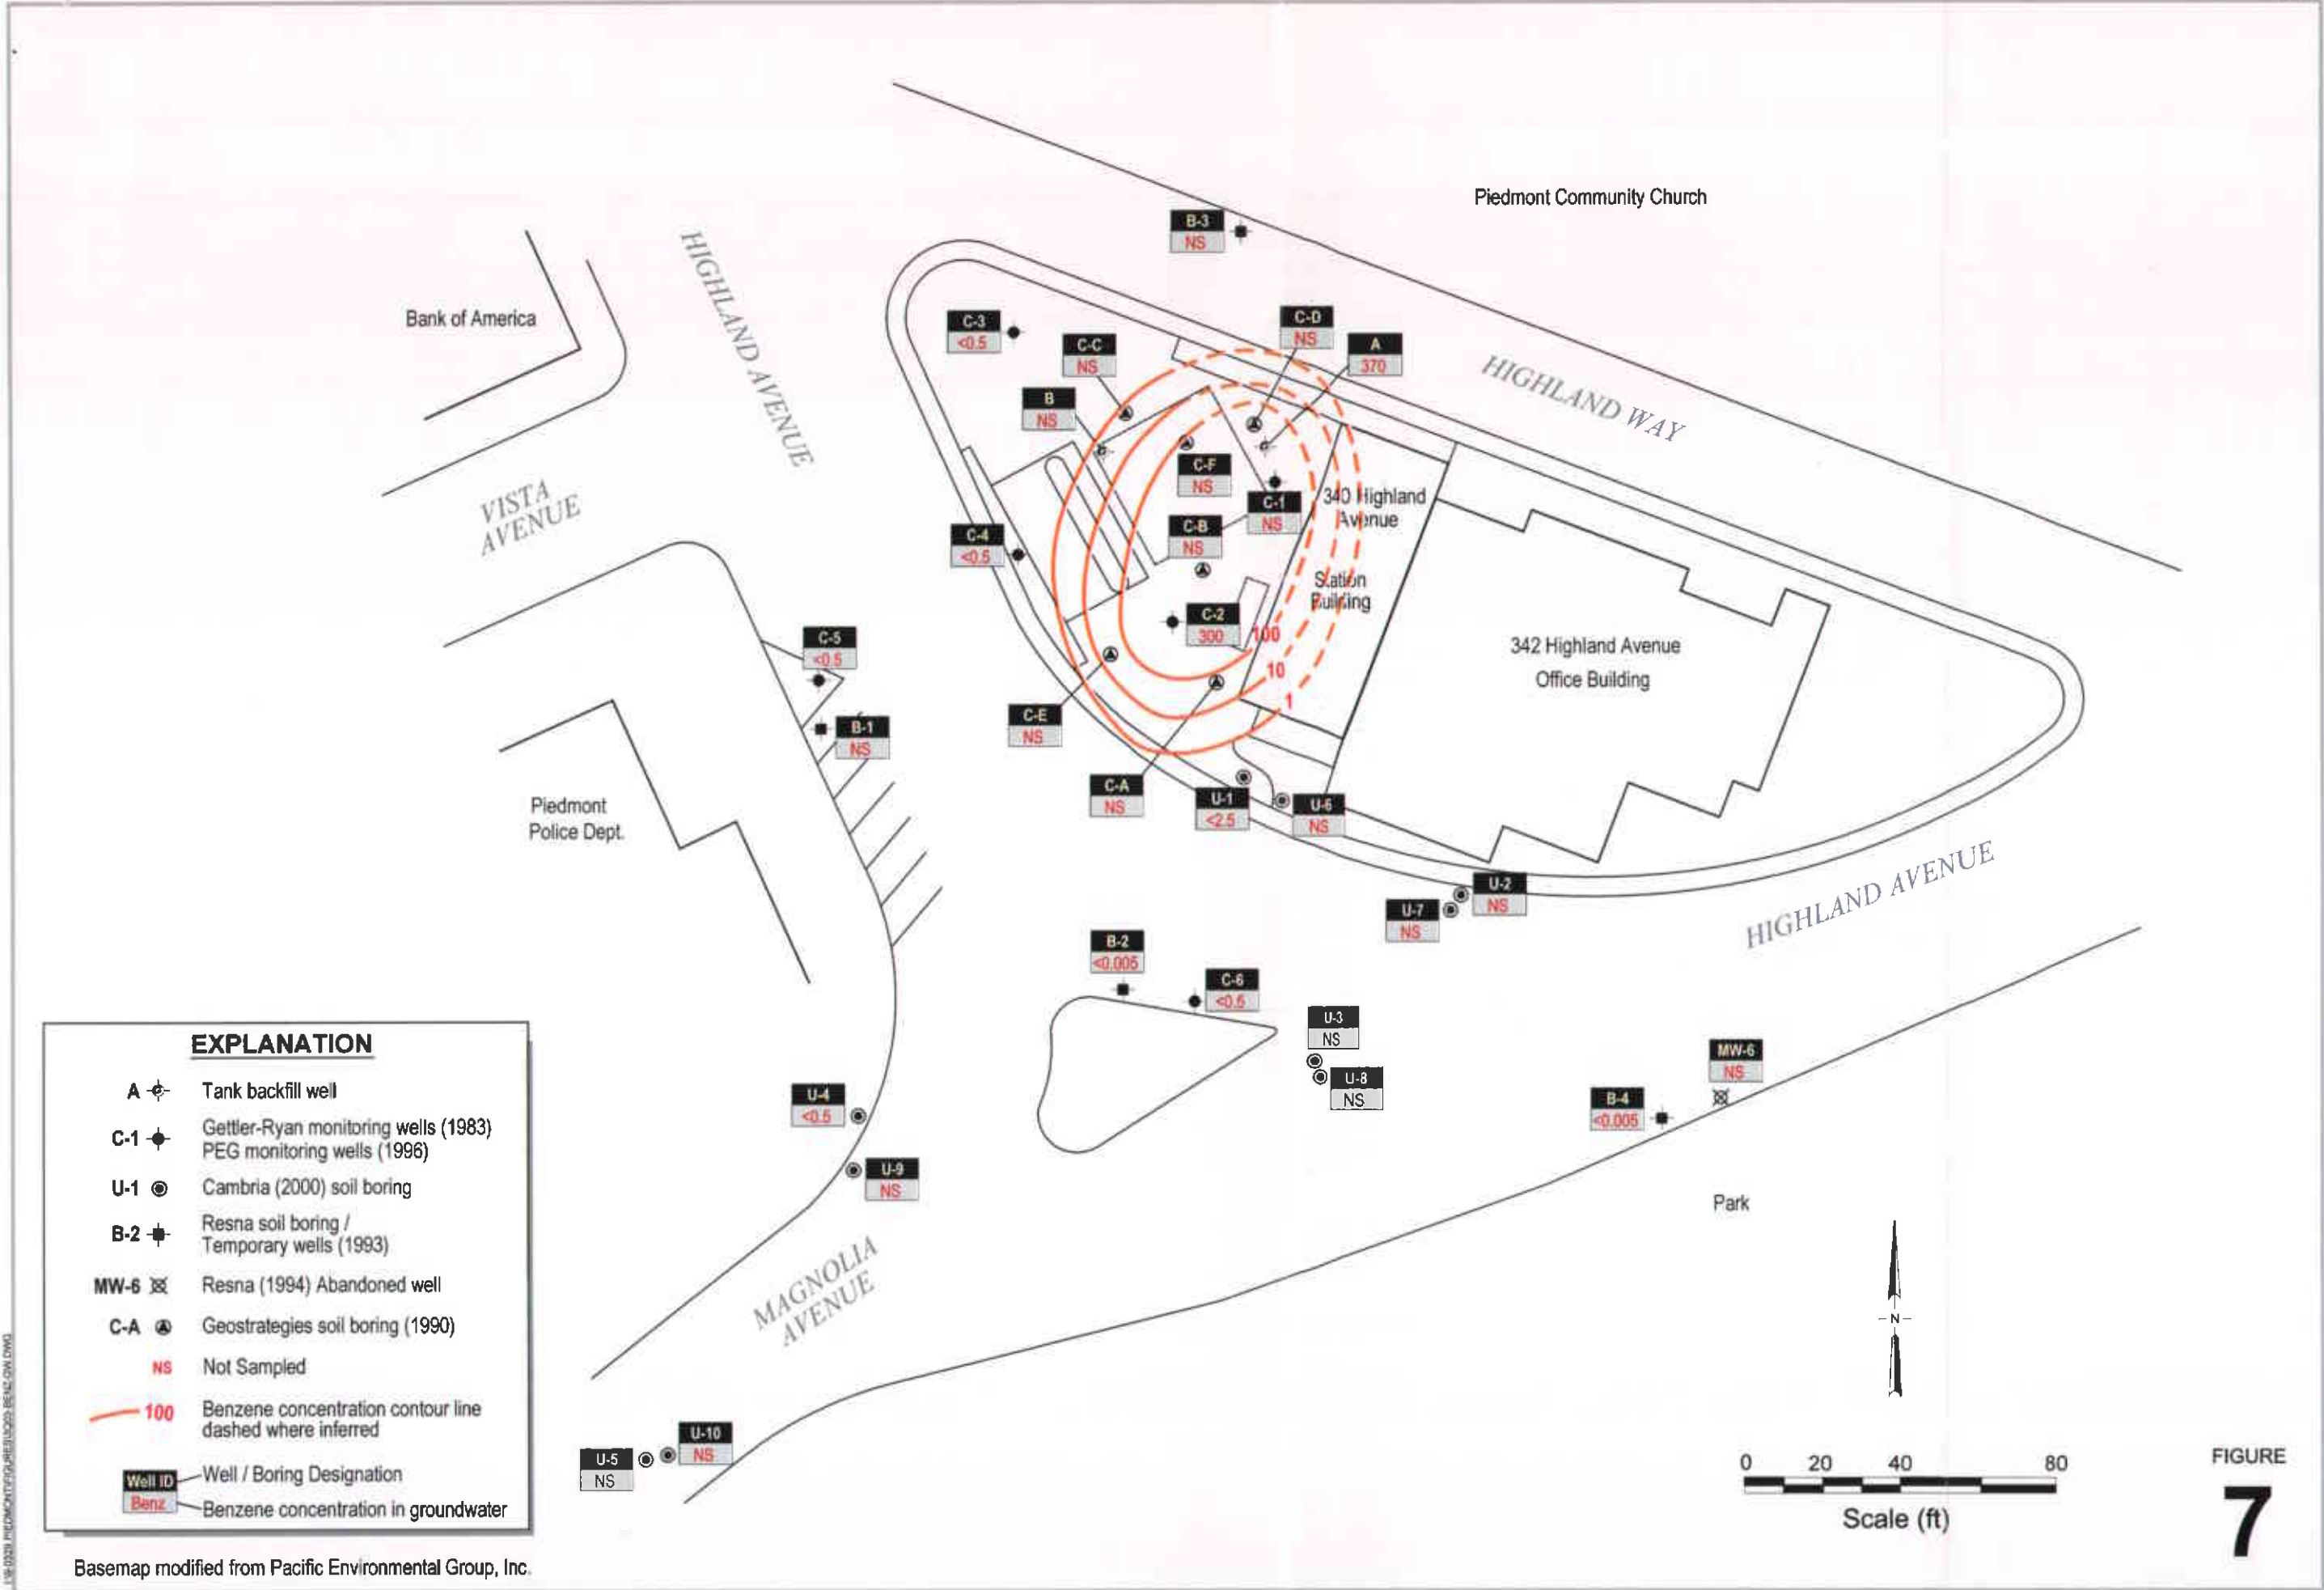 Piedmont Community Church
B-3
NS
HIGHLAND AVENUE
Bank of America
C-3
<0.5
C-D
NS
C-C
NS
A
370
HIGHLAND WAY
B
NS
C-F
NS
340 Highland
Avenue
C-1
NS
VISTA
AVENUE
C-B
NS
C-4
<0.5
Station
Building
C-2
300
100
C-5
<0.5
342 Highland Avenue
Office Building
10
1
C-E
NS
B-1
NS
C-A
NS
U-1
<2.5
U-6
NS
Piedmont
Police Dept.
HIGHLAND AVENUE
U-2
NS
U-7
NS
B-2
<0.005
C-6
<0.5
U-3
NS
U-8
NS
MW-6
NS
B-4
<0.005
U-4
<0.5
U-9
NS
Park
MAGNOLIA
AVENUE
U-10
NS
U-5
NS
EXPLANATION
A Tank backfill well
C-1 Gettler-Ryan monitoring wells (1983)
PEG monitoring wells (1996)
U-1 Cambria (2000) soil boring
B-2 Resna soil boring /
Temporary wells (1993)
MW-6 Resna (1994) Abandoned well
C-A Geostrategies soil boring (1990)
NS Not Sampled
100 Benzene concentration contour line
dashed where inferred
Well ID Well / Boring Designation
Benz Benzene concentration in groundwater
Basemap modified from Pacific Environmental Group, Inc.
N
0 20 40 80
Scale (ft)
FIGURE
7